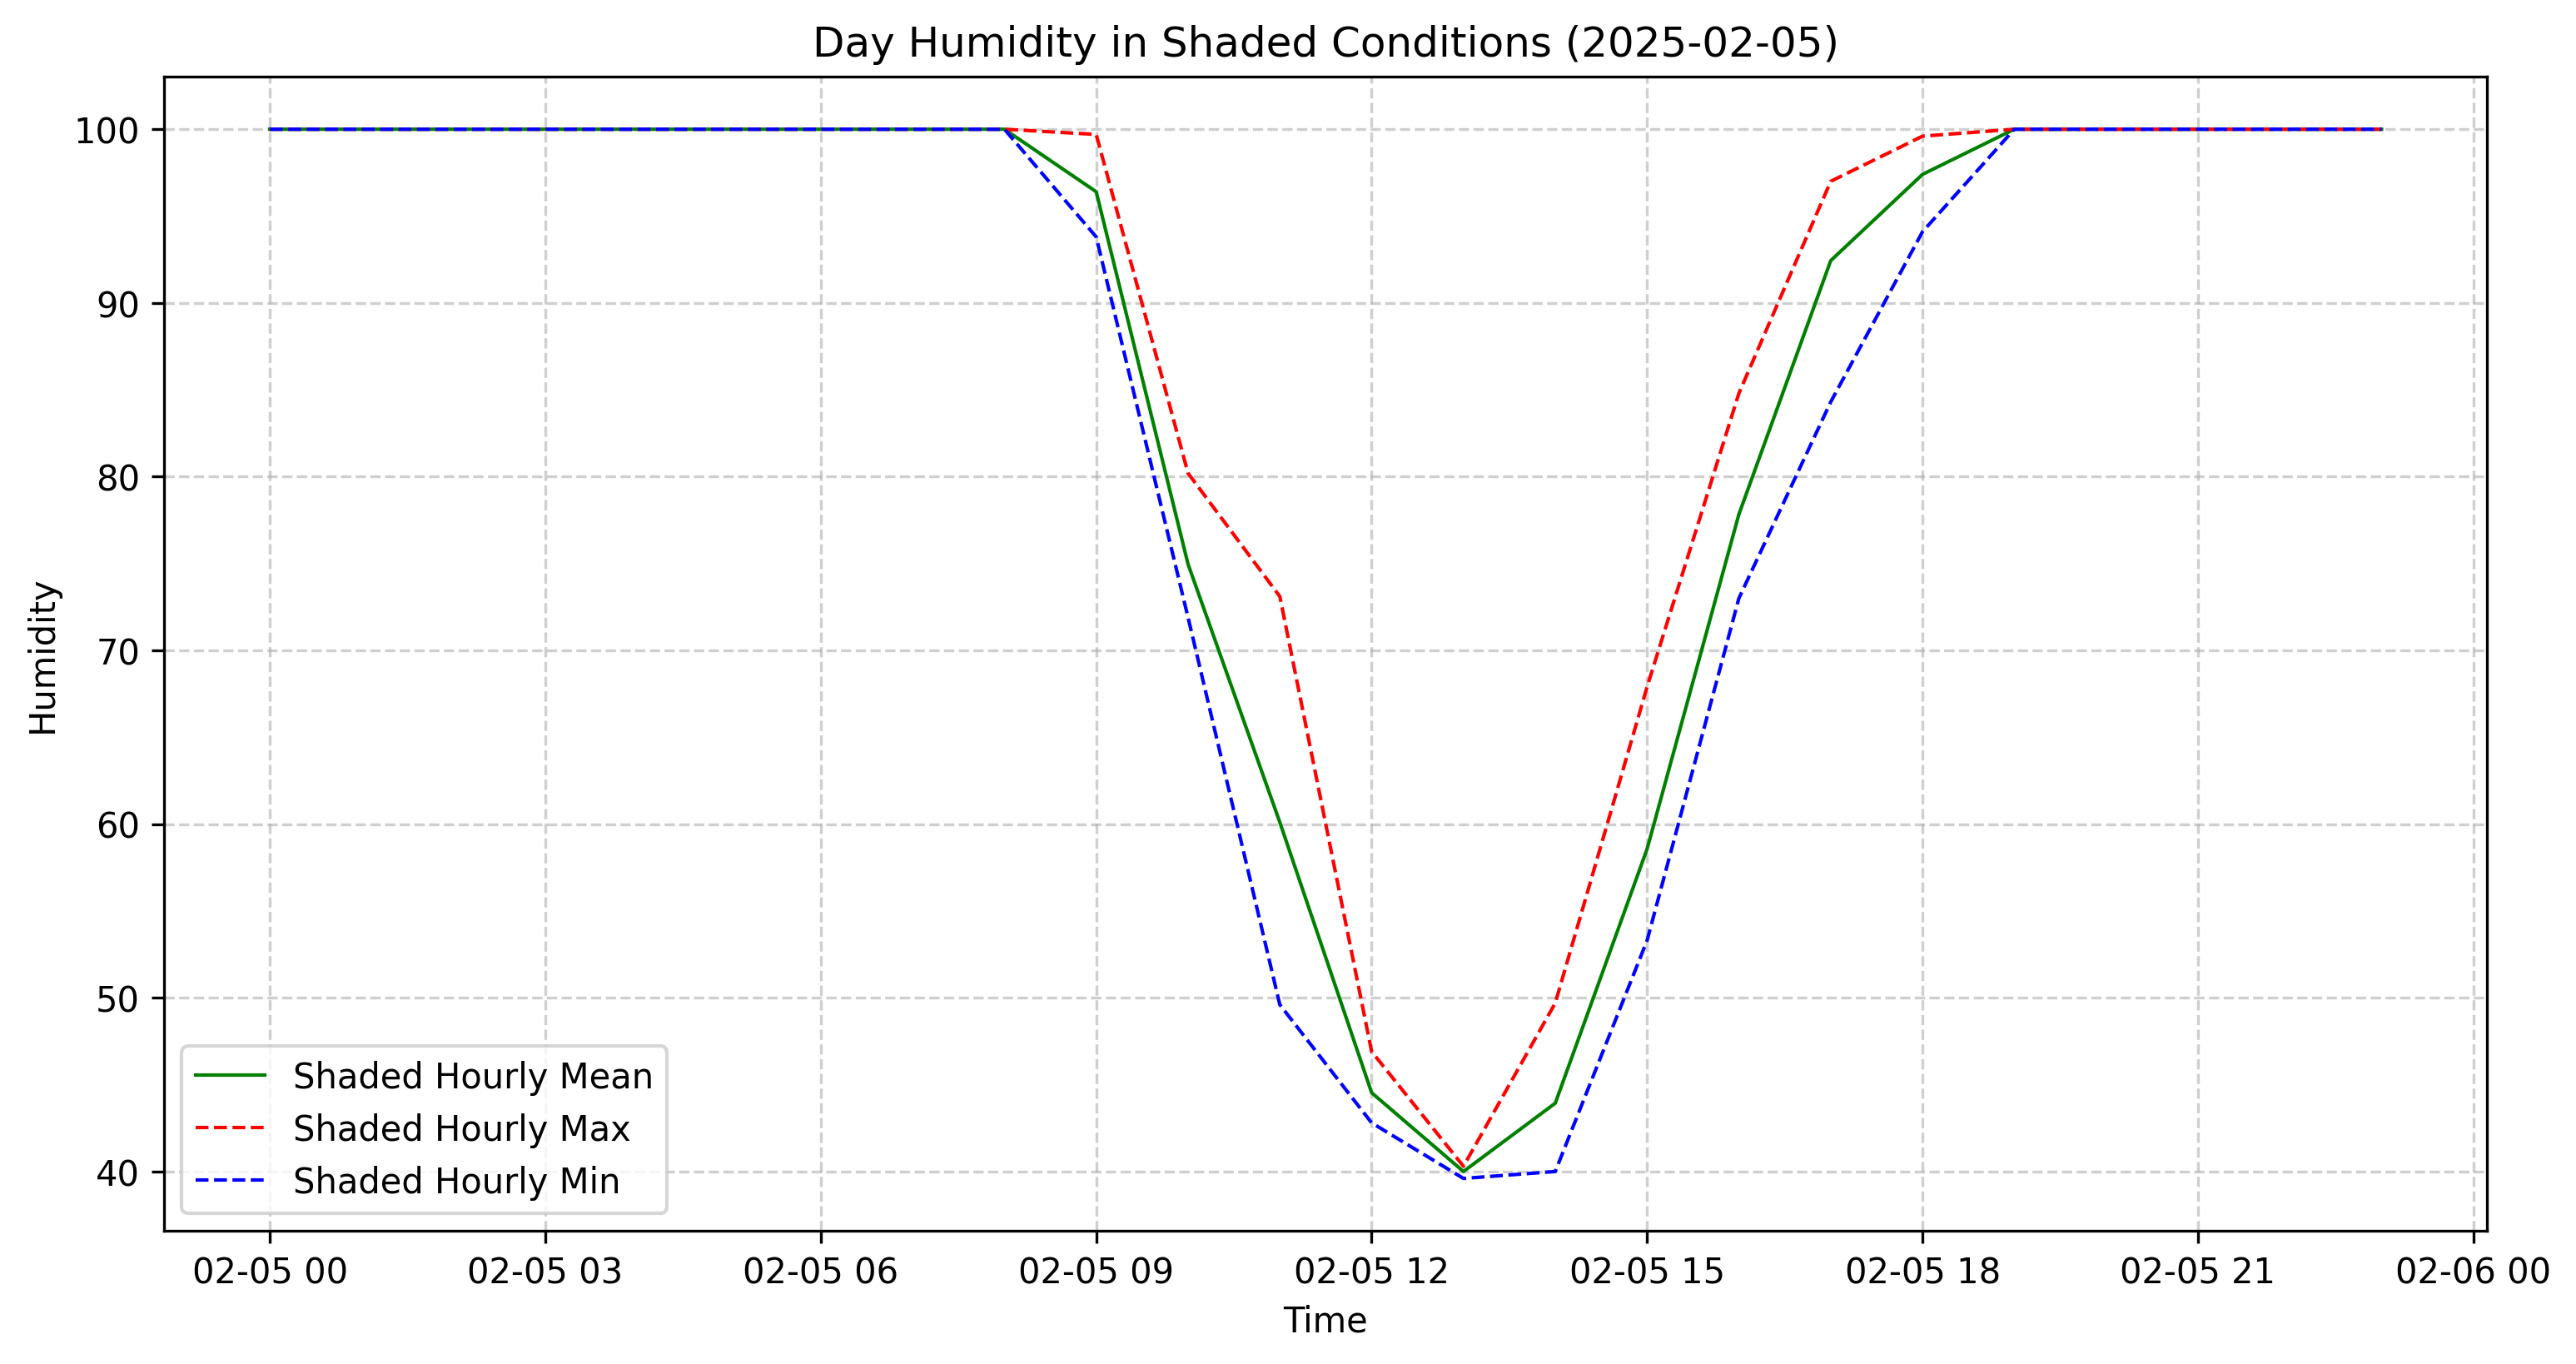 Day Humidity in Shaded Conditions (2025-02-05)
100
90
80
70
60
50
40
Humidity
Shaded Hourly Mean
Shaded Hourly Max
Shaded Hourly Min
02-05 00 02-05 03 02-05 06 02-05 09 02-05 12 02-05 15 02-05 18 02-05 21 02-06 00
Time